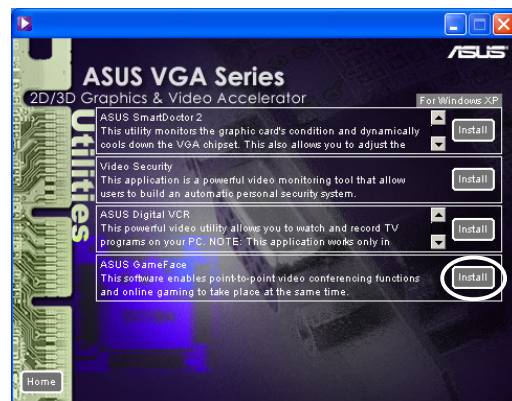 ASUS
ASUS VGA Series
2D/3D Graphics & Video Accelerator
For Windows XP
Utilities
ASUS SmartDoctor 2
This utility monitors the graphic card's condition and dynamically
cools down the VGA chipset. This also allows you to adjust the
Install
Video Security
This application is a powerful video monitoring tool that allow
users to build an automatic personal security system.
Install
ASUS Digital VCR
This powerful video utility allows you to watch and record TV
programs on your PC. NOTE: This application works only in
Install
ASUS GameFace
This software enables point-to-point video conferencing functions
and online gaming to take place at the same time.
Install
Home